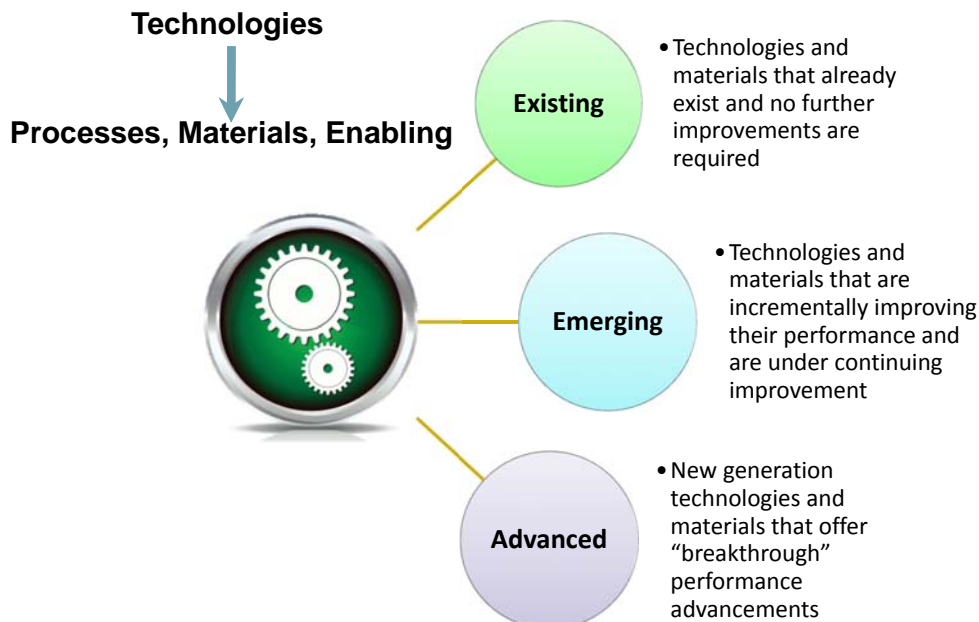 Technologies
Processes, Materials, Enabling
Existing
• Technologies and
materials that already
exist and no further
improvements are
required
Emerging
• Technologies and
materials that are
incrementally improving
their performance and
are under continuing
improvement
Advanced
• New generation
technologies and
materials that offer
“breakthrough”
performance
advancements